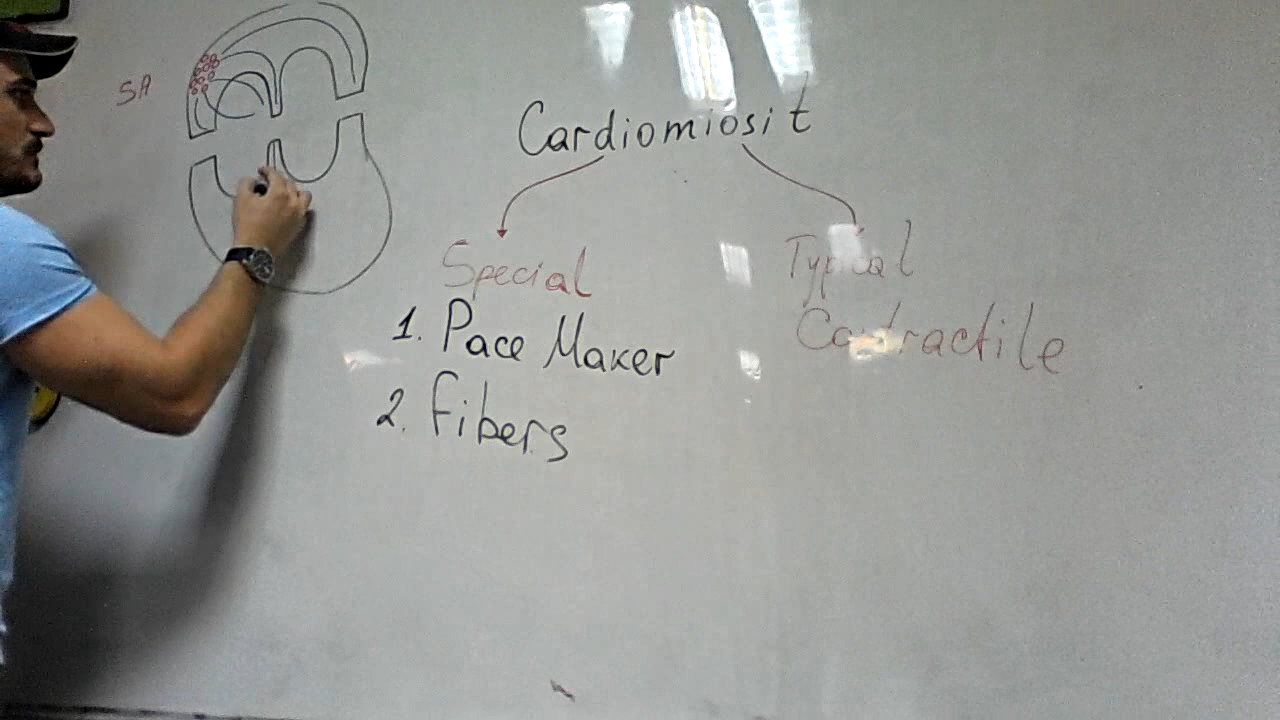 SA
Cardiomiosit
Special
Typical
1. Pace Maker
Contractile
2. Fibers